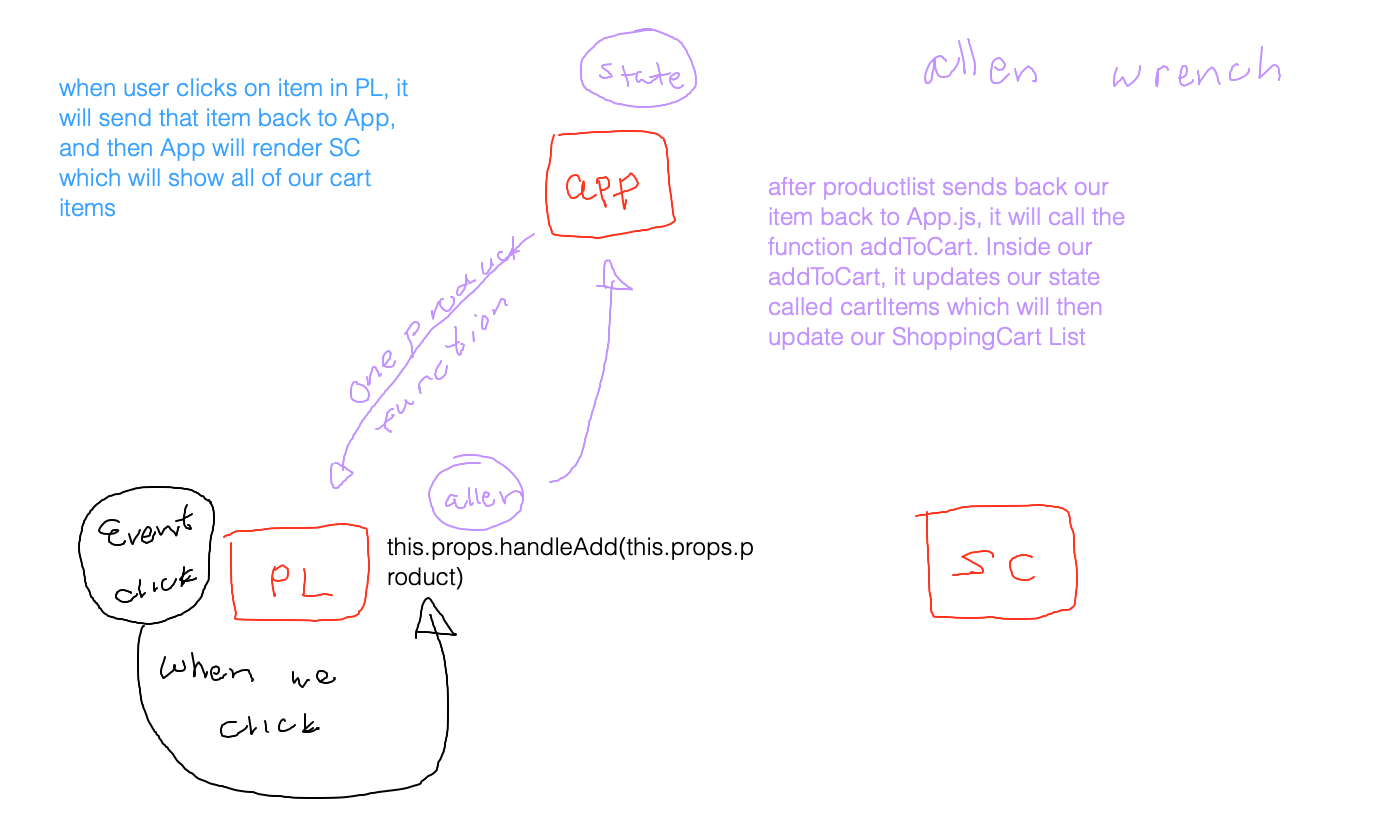 state
allen wrench
when user clicks on item in PL, it
will send that item back to App,
and then App will render SC
which will show all of our cart
items
app
after productlist sends back our
item back to App.js, it will call the
function addToCart. Inside our
addToCart, it updates our state
called cartItems which will then
update our ShoppingCart List
one product
function
allen
Event
click
PL
this.props.handleAdd(this.props.p
roduct)
SC
when we
click